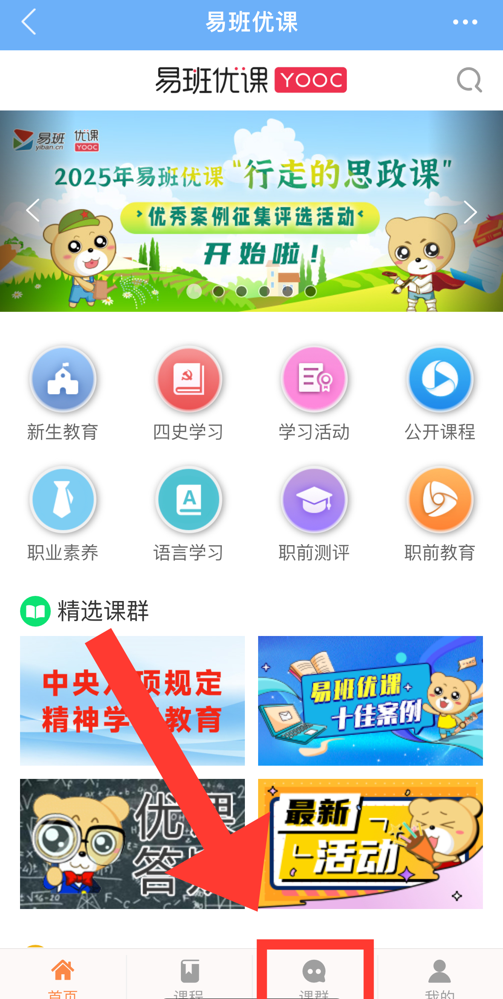 易班优课
易班优课 YOOC
易班 优课
yiban.cn YOOC
2025年易班优课“行走的思政课”
优秀案例征集评选活动
开始啦！
新生教育 四史学习 学习活动 公开课程
职业素养 语言学习 职前测评 职前教育
精选课群
中央 项规定
精神学 教育
易班优课
十佳案例
优课
答
最新
活动
首页 课程 课群 我的